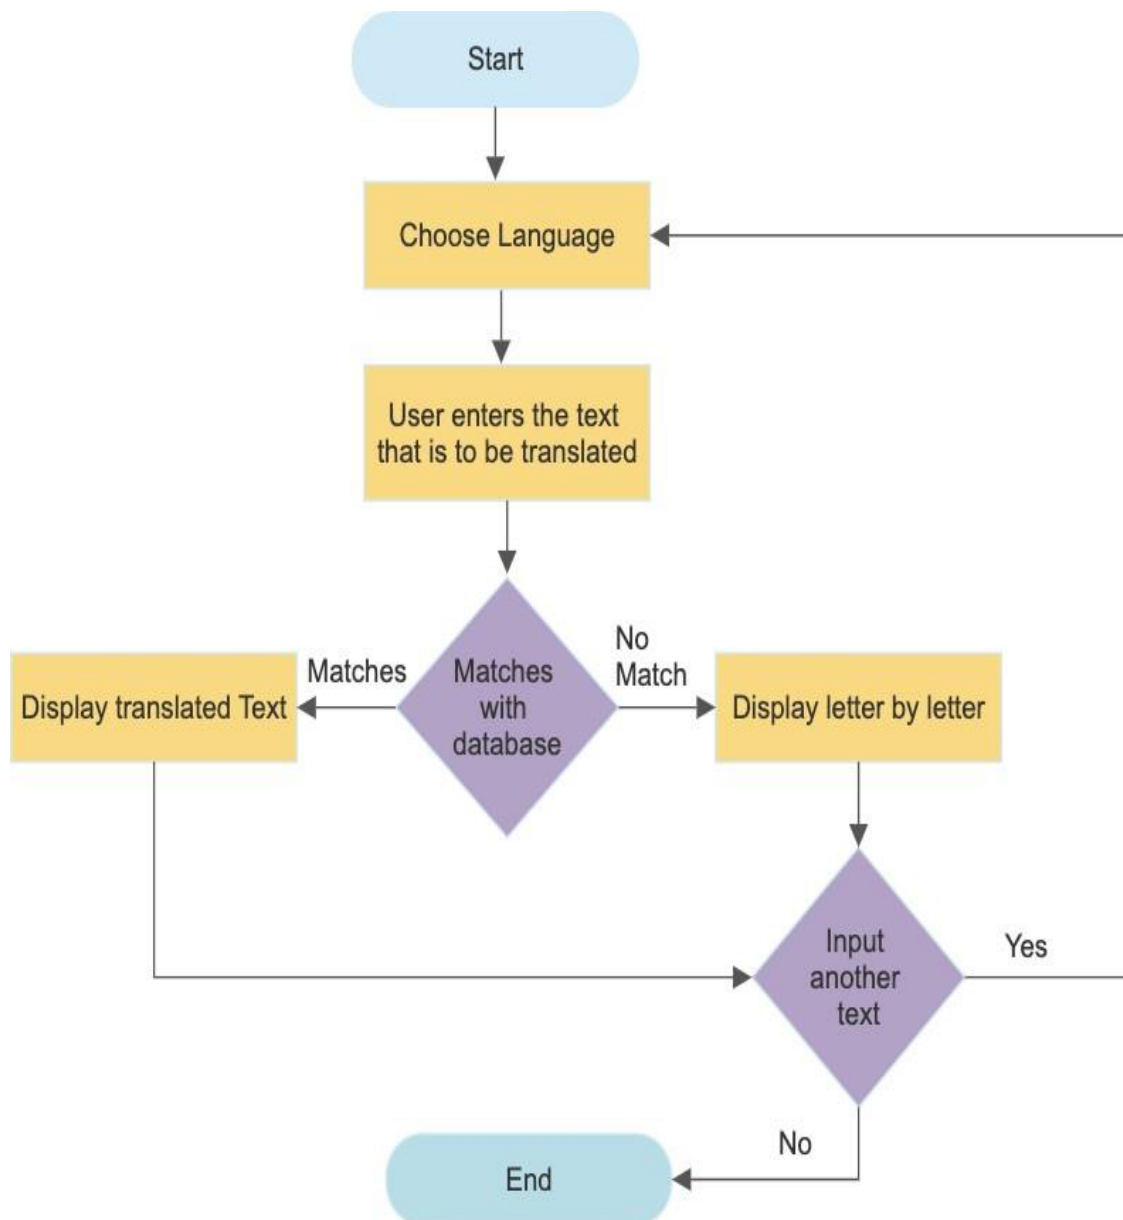 Start
Choose Language
User enters the text
that is to be translated
Matches
with
database
Matches
No
Match
Display translated Text
Display letter by letter
Input
another
text
Yes
No
End